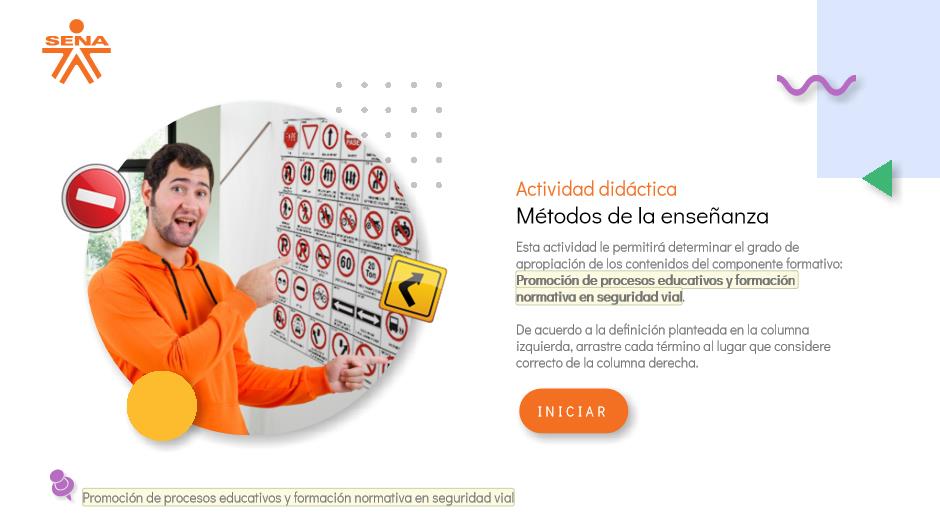 SENA
PARE
60
20
Ton
Actividad didáctica
Métodos de la enseñanza
Esta actividad le permitirá determinar el grado de
apropiación de los contenidos del componente formativo:
Promoción de procesos educativos y formación
normativa en seguridad vial.
De acuerdo a la definición planteada en la columna
izquierda, arrastre cada término al lugar que considere
correcto de la columna derecha.
INICIAR
Promoción de procesos educativos y formación normativa en seguridad vial